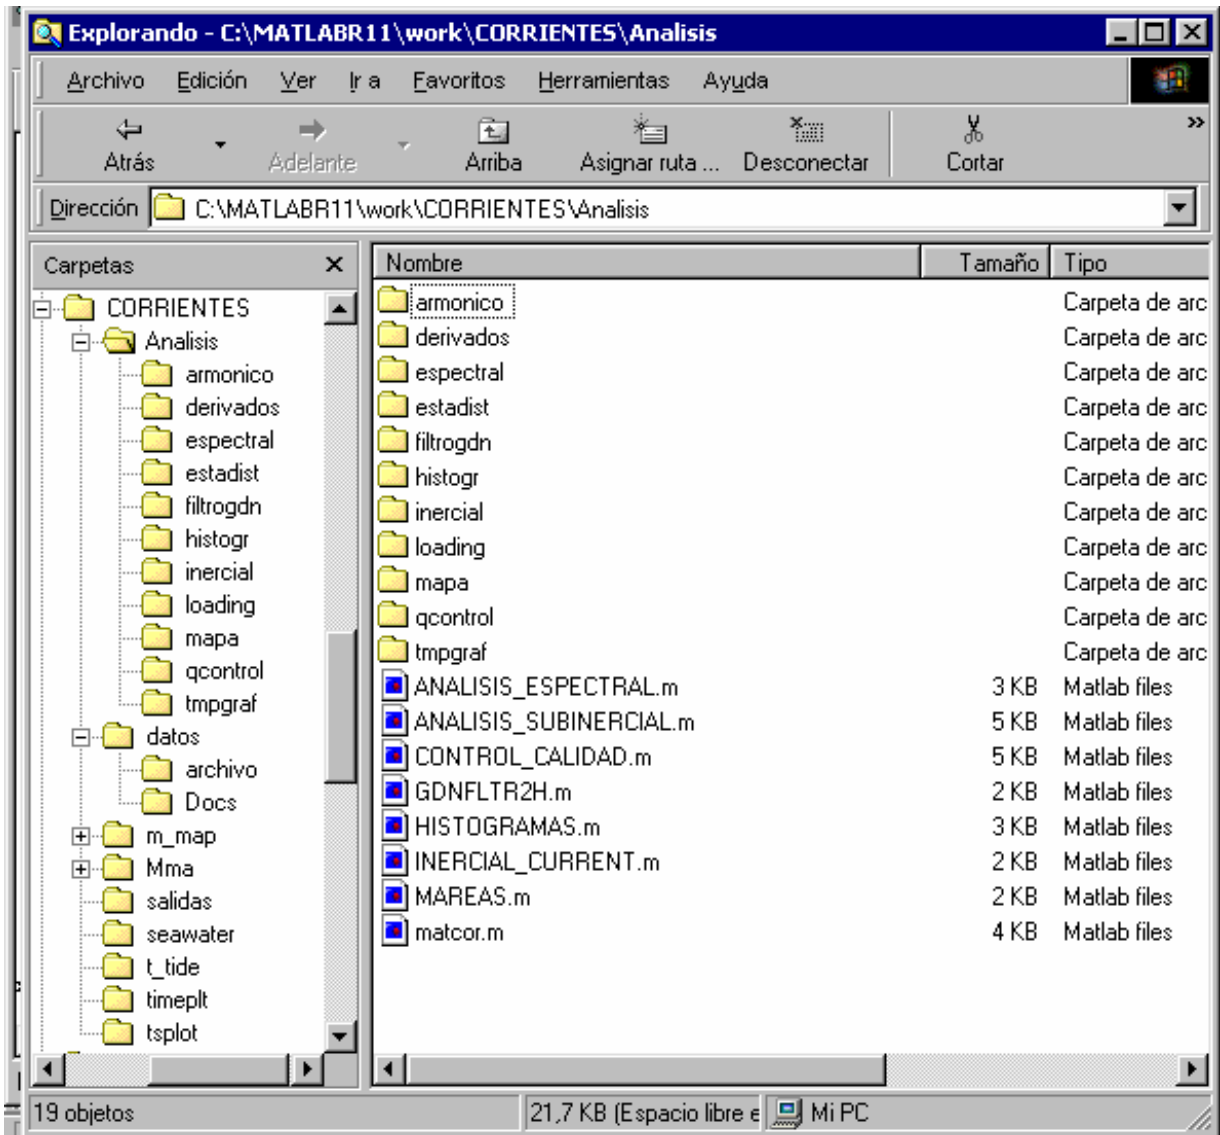 Explorando - C:\MATLABR11\work\CORRIENTES\Analisis
Archivo Edición Ver Ir a Favoritos Herramientas Ayuda
Atrás Adelante Arriba Asignar ruta ... Desconectar Cortar »
Dirección C:\MATLABR11\work\CORRIENTES\Analisis
Carpetas
CORRIENTES
Analisis
armonico
derivados
espectral
estadist
filtrogdn
histogr
inercial
loading
mapa
qcontrol
tmpgraf
datos
archivo
Docs
m_map
Mma
salidas
seawater
t_tide
timeplt
tsplot
Nombre Tamaño Tipo
armonico Carpeta de arc
derivados Carpeta de arc
espectral Carpeta de arc
estadist Carpeta de arc
filtrogdn Carpeta de arc
histogr Carpeta de arc
inercial Carpeta de arc
loading Carpeta de arc
mapa Carpeta de arc
qcontrol Carpeta de arc
tmpgraf Carpeta de arc
ANALISIS_ESPECTRAL.m 3 KB Matlab files
ANALISIS_SUBINERCIAL.m 5 KB Matlab files
CONTROL_CALIDAD.m 5 KB Matlab files
GDNFLTR2H.m 2 KB Matlab files
HISTOGRAMAS.m 3 KB Matlab files
INERCIAL_CURRENT.m 2 KB Matlab files
MAREAS.m 2 KB Matlab files
matcor.m 4 KB Matlab files
19 objetos 21,7 KB (Espacio libre e Mi PC